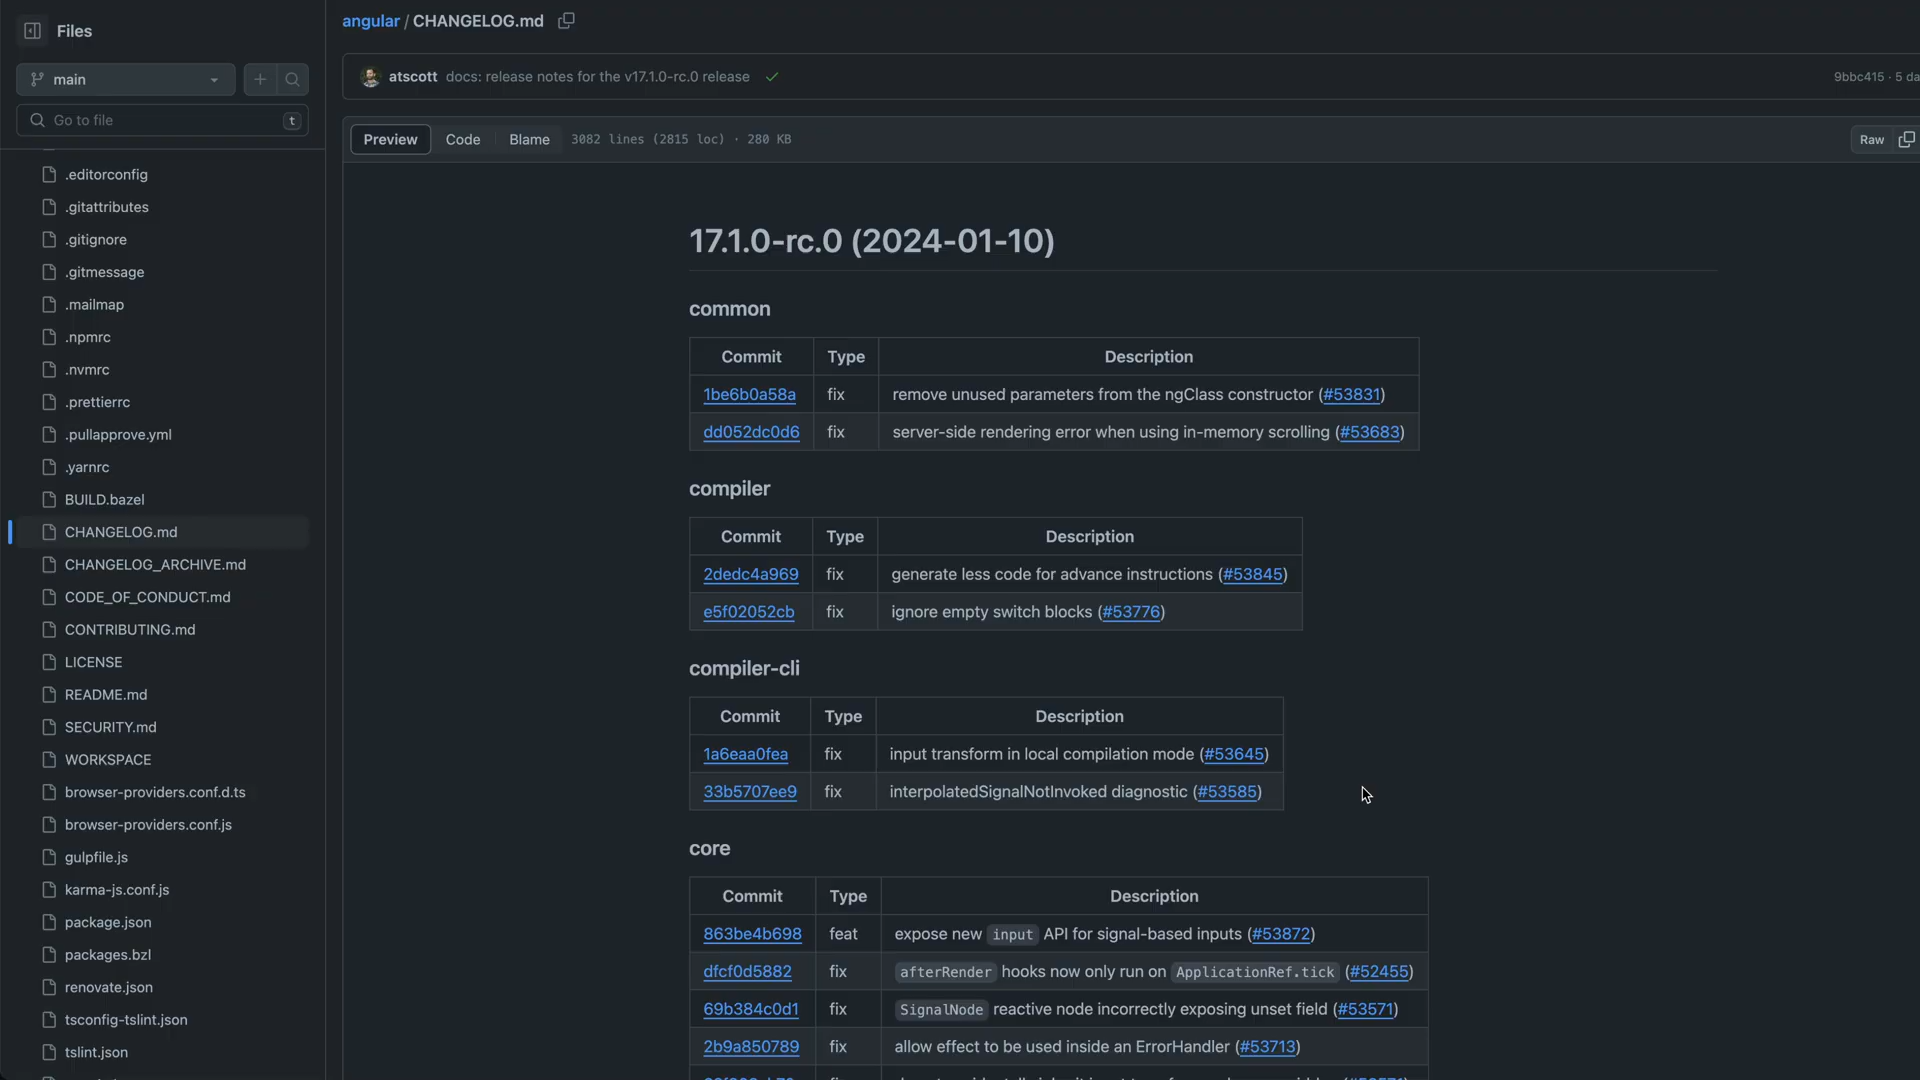 Files
main
Go to file
t
.editorconfig
.gitattributes
.gitignore
.gitmessage
.mailmap
.npmrc
.nvmrc
.prettierrc
.pullapprove.yml
.yarnrc
BUILD.bazel
CHANGELOG.md
CHANGELOG_ARCHIVE.md
CODE_OF_CONDUCT.md
CONTRIBUTING.md
LICENSE
README.md
SECURITY.md
WORKSPACE
browser-providers.conf.d.ts
browser-providers.conf.js
gulpfile.js
karma-js.conf.js
package.json
packages.bzl
renovate.json
tsconfig-tslint.json
tslint.json
angular / CHANGELOG.md
atscott docs: release notes for the v17.1.0-rc.0 release
9bbc415 · 5 da
Preview Code Blame 3082 lines (2815 loc) · 280 KB
Raw
17.1.0-rc.0 (2024-01-10)
common
Commit Type Description
1be6b0a58a fix remove unused parameters from the ngClass constructor (#53831)
dd052dc0d6 fix server-side rendering error when using in-memory scrolling (#53683)
compiler
Commit Type Description
2dedc4a969 fix generate less code for advance instructions (#53845)
e5f02052cb fix ignore empty switch blocks (#53776)
compiler-cli
Commit Type Description
1a6eaa0fea fix input transform in local compilation mode (#53645)
33b5707ee9 fix interpolatedSignalNotInvoked diagnostic (#53585)
core
Commit Type Description
863be4b698 feat expose new input API for signal-based inputs (#53872)
dfcf0d5882 fix afterRender hooks now only run on ApplicationRef.tick (#52455)
69b384c0d1 fix SignalNode reactive node incorrectly exposing unset field (#53571)
2b9a850789 fix allow effect to be used inside an ErrorHandler (#53713)